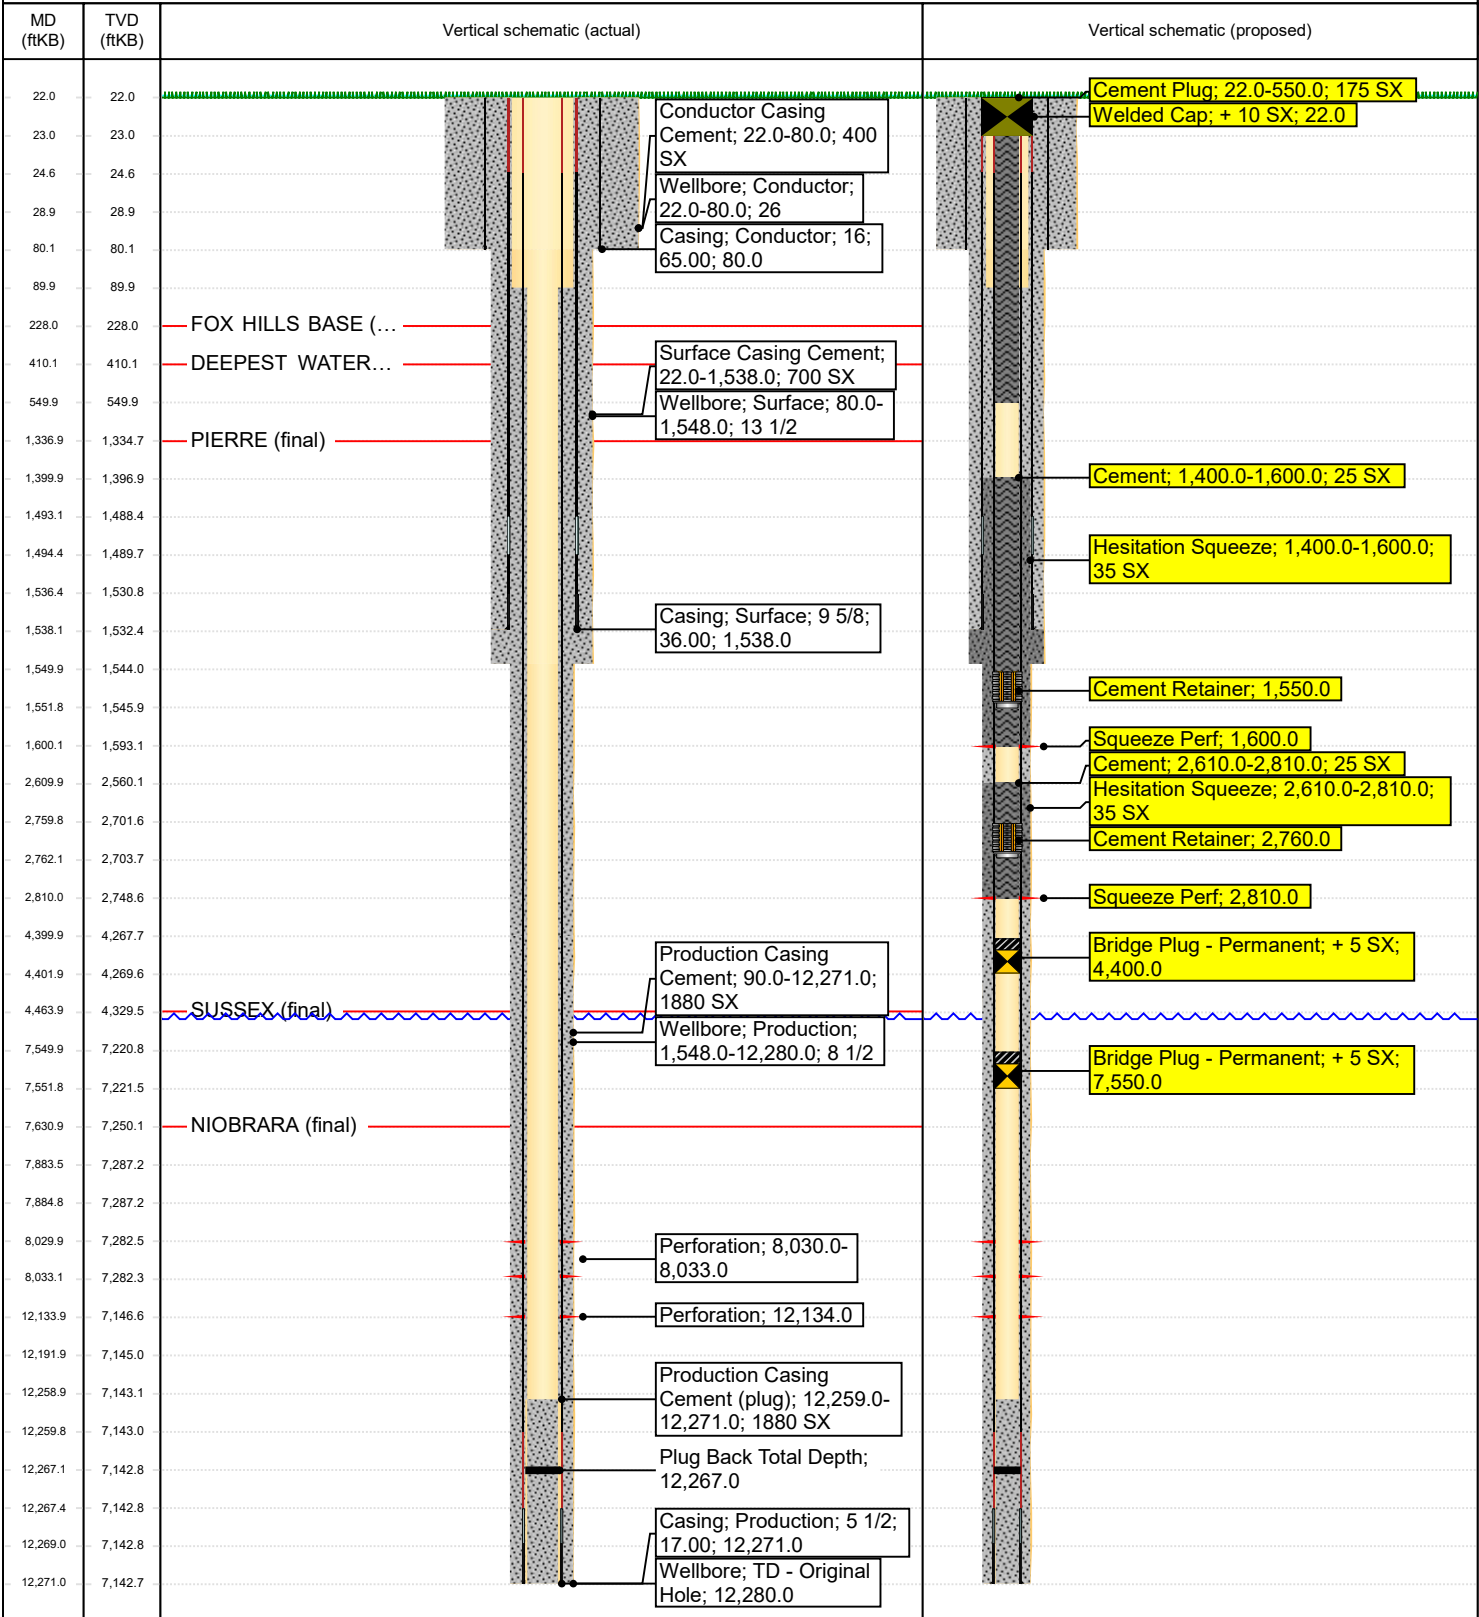 MD
(ftKB)
TVD
(ftKB)
Vertical schematic (actual)
Vertical schematic (proposed)
22.0 22.0
23.0 23.0
24.6 24.6
28.9 28.9
80.1 80.1
89.9 89.9
228.0 228.0
410.1 410.1
549.9 549.9
1,336.9 1,334.7
1,399.9 1,396.9
1,493.1 1,488.4
1,494.4 1,489.7
1,536.4 1,530.8
1,538.1 1,532.4
1,549.9 1,544.0
1,551.8 1,545.9
1,600.1 1,593.1
2,609.9 2,560.1
2,759.8 2,701.6
2,762.1 2,703.7
2,810.0 2,748.6
4,399.9 4,267.7
4,401.9 4,269.6
4,463.9 4,329.5
7,549.9 7,220.8
7,551.8 7,221.5
7,630.9 7,250.1
7,883.5 7,287.2
7,884.8 7,287.2
8,029.9 7,282.5
8,033.1 7,282.3
12,133.9 7,146.6
12,191.9 7,145.0
12,258.9 7,143.1
12,259.8 7,143.0
12,267.1 7,142.8
12,267.4 7,142.8
12,269.0 7,142.8
12,271.0 7,142.7
FOX HILLS BASE (...
DEEPEST WATER...
PIERRE (final)
SUSSEX (final)
NIOBRARA (final)
Conductor Casing
Cement; 22.0-80.0; 400
SX
Wellbore; Conductor;
22.0-80.0; 26
Casing; Conductor; 16;
65.00; 80.0
Surface Casing Cement;
22.0-1,538.0; 700 SX
Wellbore; Surface; 80.0-
1,548.0; 13 1/2
Casing; Surface; 9 5/8;
36.00; 1,538.0
Production Casing
Cement; 90.0-12,271.0;
1880 SX
Wellbore; Production;
1,548.0-12,280.0; 8 1/2
Perforation; 8,030.0-
8,033.0
Perforation; 12,134.0
Production Casing
Cement (plug); 12,259.0-
12,271.0; 1880 SX
Plug Back Total Depth;
12,267.0
Casing; Production; 5 1/2;
17.00; 12,271.0
Wellbore; TD - Original
Hole; 12,280.0
Cement Plug; 22.0-550.0; 175 SX
Welded Cap; + 10 SX; 22.0
Cement; 1,400.0-1,600.0; 25 SX
Hesitation Squeeze; 1,400.0-1,600.0;
35 SX
Cement Retainer; 1,550.0
Squeeze Perf; 1,600.0
Cement; 2,610.0-2,810.0; 25 SX
Hesitation Squeeze; 2,610.0-2,810.0;
35 SX
Cement Retainer; 2,760.0
Squeeze Perf; 2,810.0
Bridge Plug - Permanent; + 5 SX;
4,400.0
Bridge Plug - Permanent; + 5 SX;
7,550.0